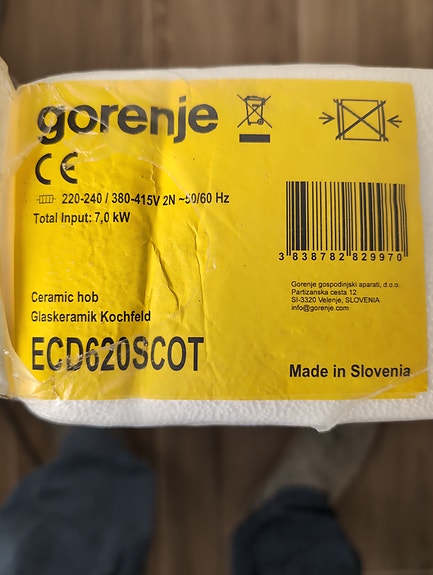 gorenje
CE
220-240 / 380-415V 2N ~50/60 Hz
Total Input: 7,0 kW
3 838782 829970
Gorenje gospodinjski aparati, d.o.o.
Partizanska cesta 12
SI-3320 Velenje, SLOVENIA
info@gorenje.com
Ceramic hob
Glaskeramik Kochfeld
ECD620SCOT
Made in Slovenia